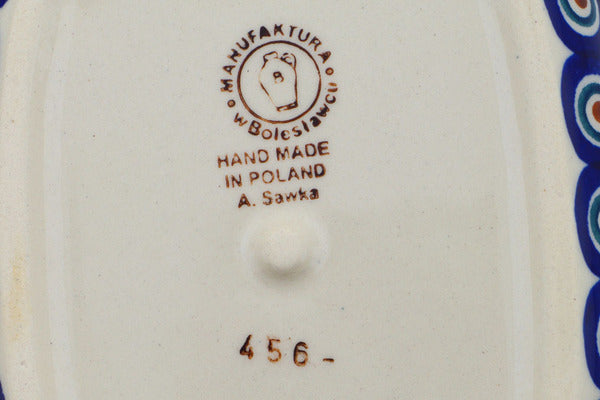 MANUFAKTURA
w Bolesławcu
B
HAND MADE
IN POLAND
A. Sawka
456-